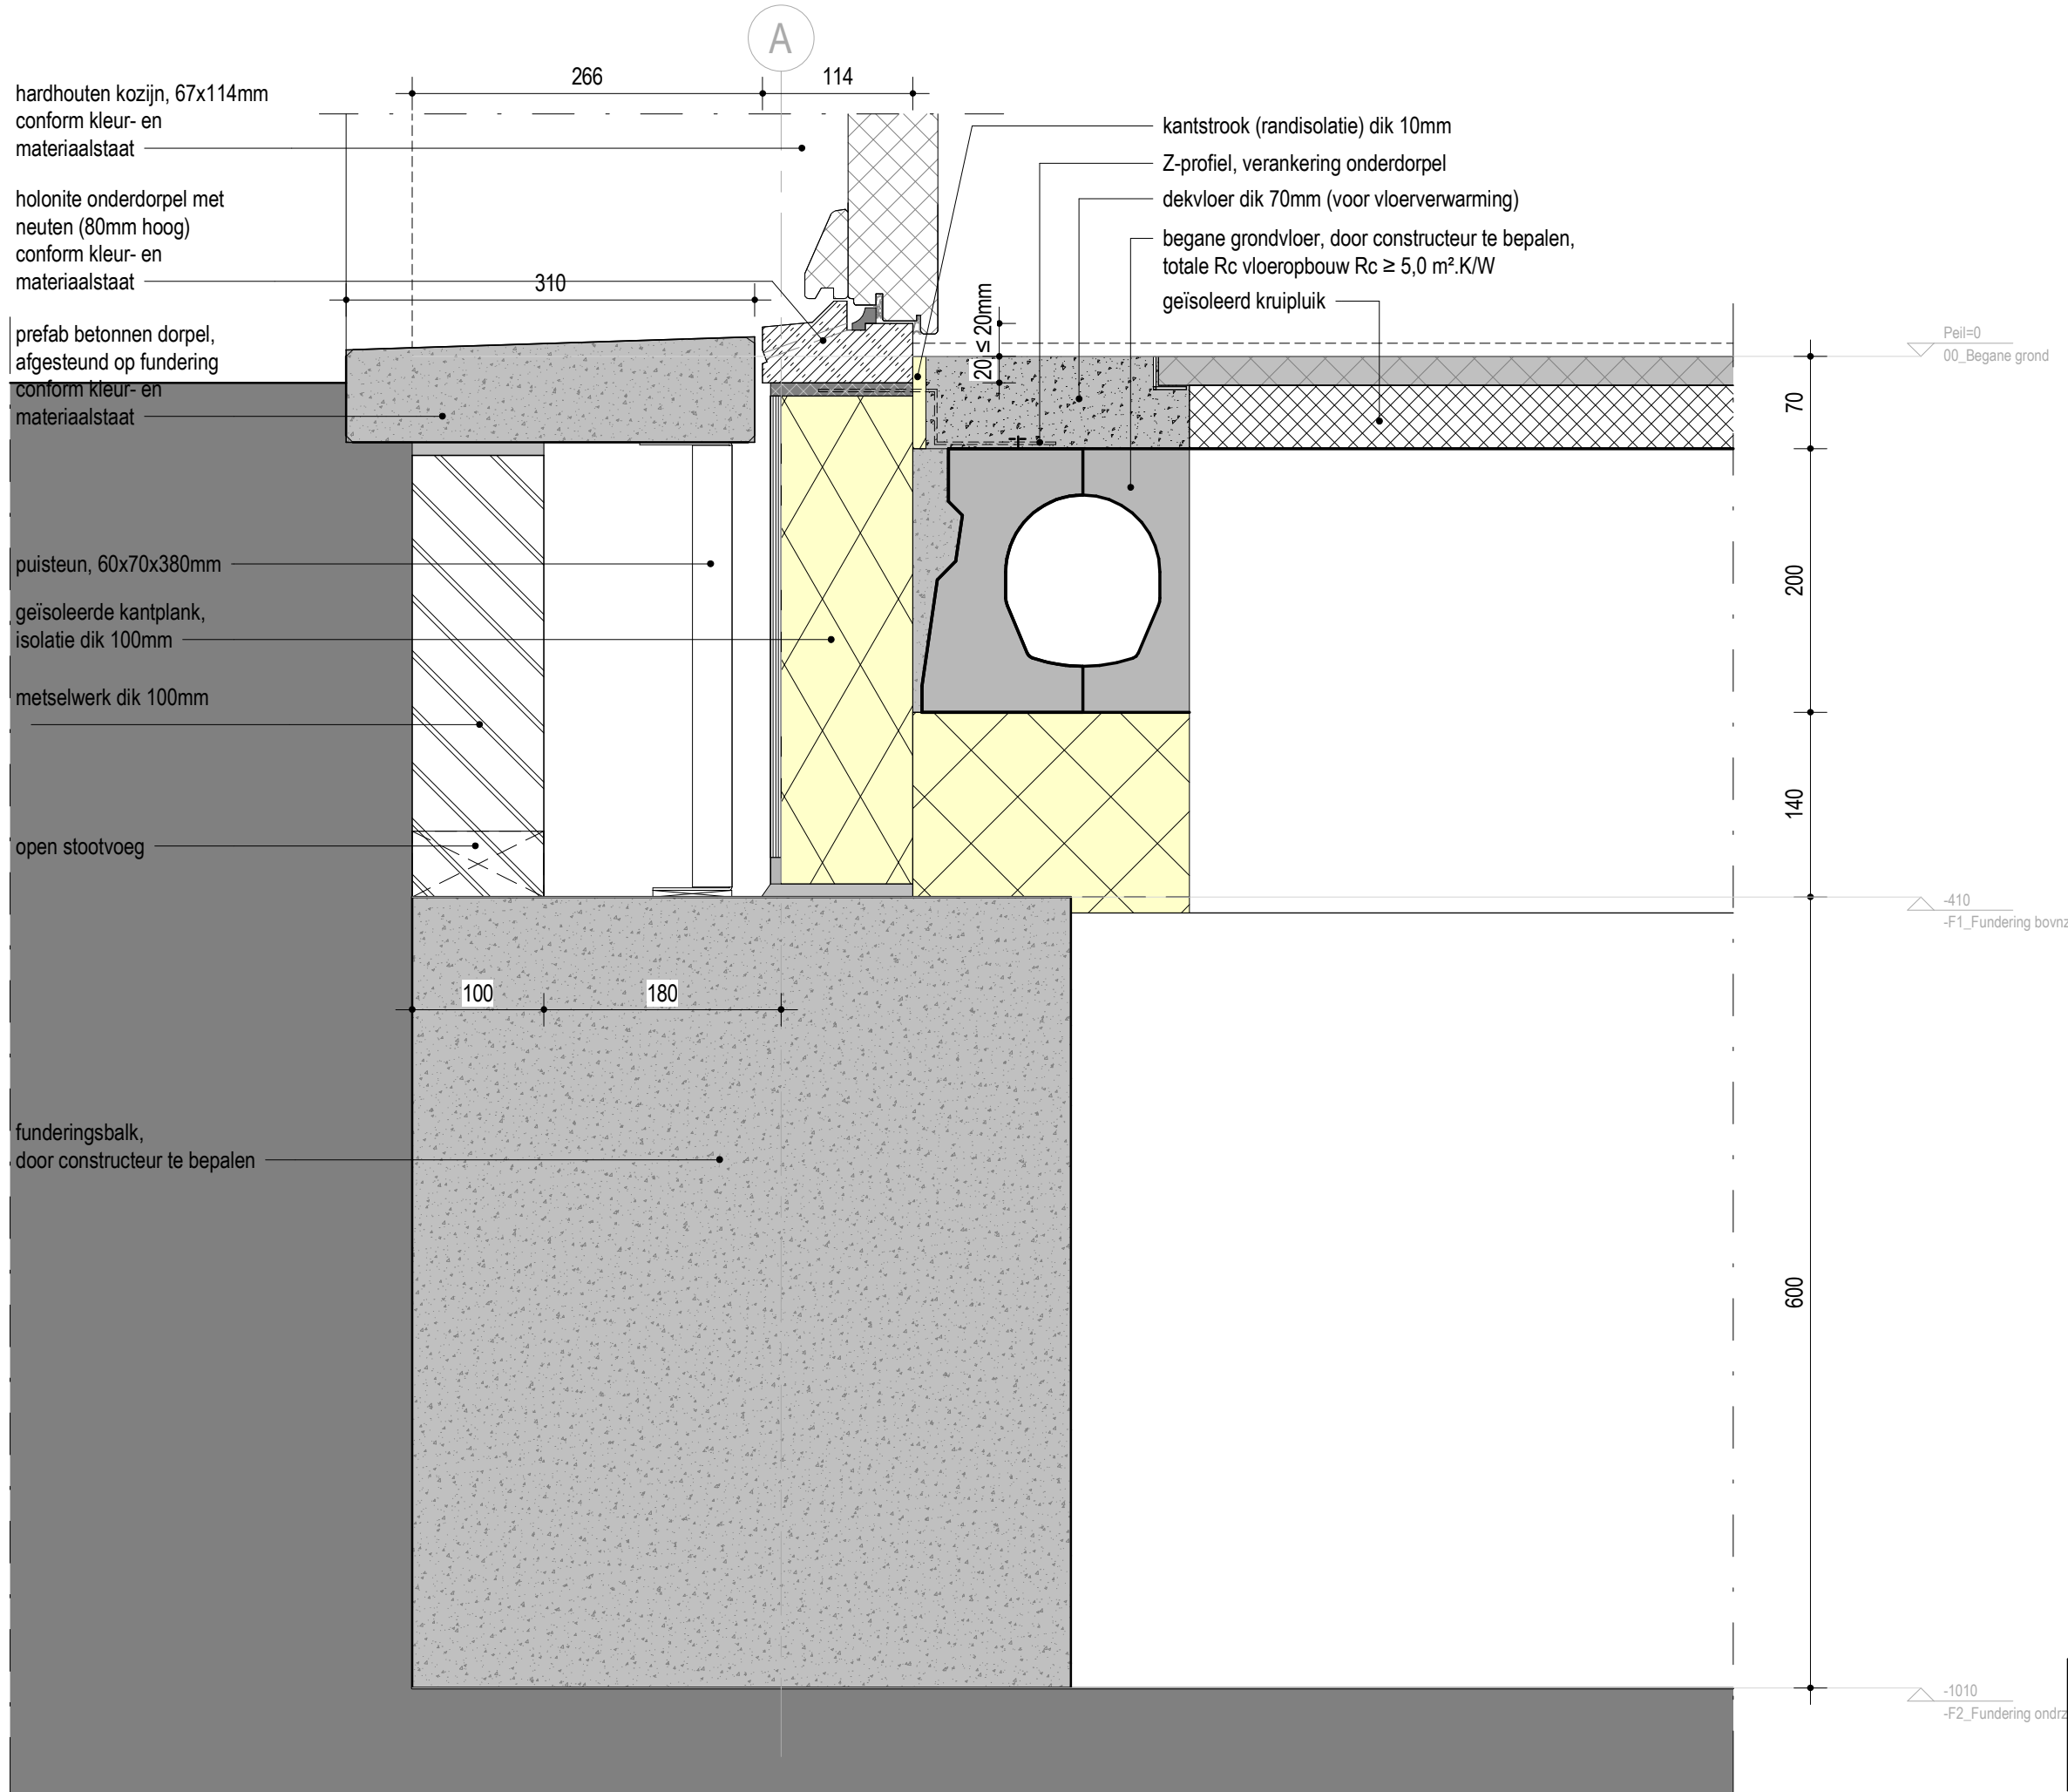 A
266
114
hardhouten kozijn, 67x114mm
conform kleur- en
materiaalstaat
holonite onderdorpel met
neuten (80mm hoog)
conform kleur- en
materiaalstaat
310
prefab betonnen dorpel,
afgesteund op fundering
conform kleur- en
materiaalstaat
puisteun, 60x70x380mm
geïsoleerde kantplank,
isolatie dik 100mm
metselwerk dik 100mm
open stootvoeg
100
180
funderingsbalk,
door constructeur te bepalen
kantstrook (randisolatie) dik 10mm
Z-profiel, verankering onderdorpel
dekvloer dik 70mm (voor vloerverwarming)
begane grondvloer, door constructeur te bepalen,
totale Rc vloeropbouw Rc ≥ 5,0 m².K/W
geïsoleerd kruipluik
20 ≤ 20mm
Peil=0
00_Begane grond
70
200
140
-410
-F1_Fundering bovnz
600
-1010
-F2_Fundering ondrz